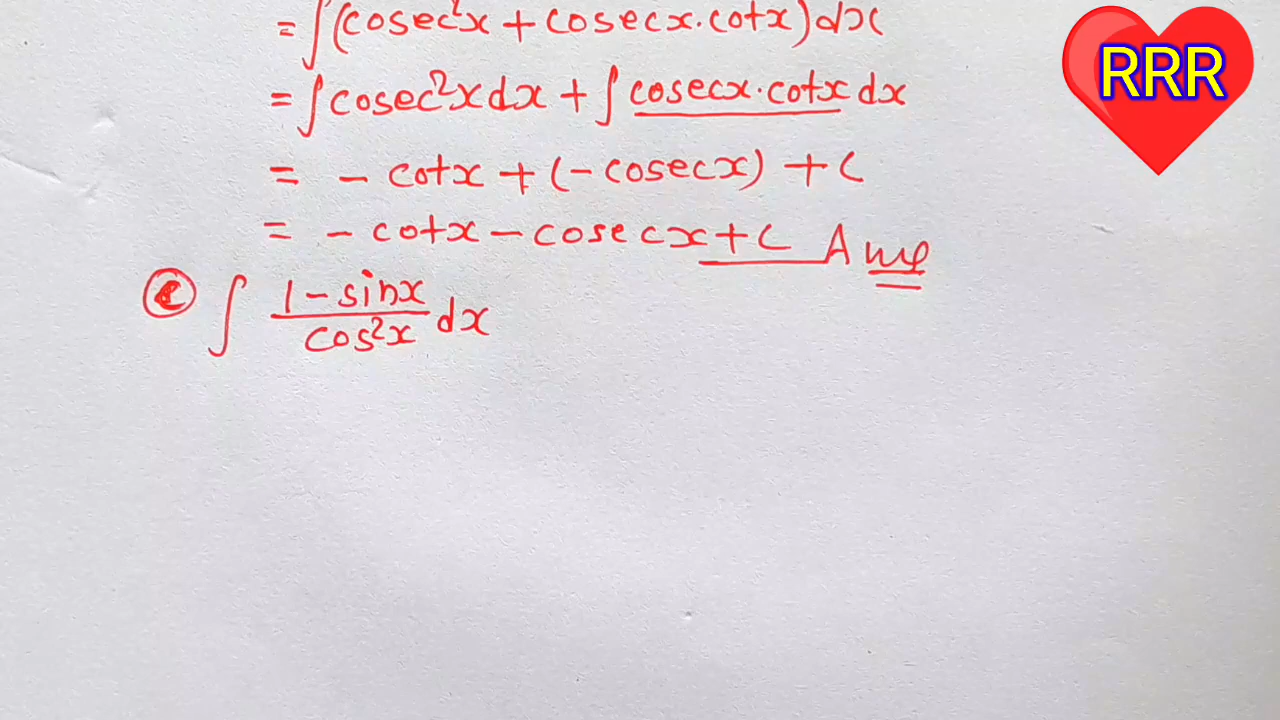 = ∫(cosec²x + cosecx.cotx)dx
RRR
= ∫cosec²x dx + ∫cosecx.cotx dx
= - cotx + (-cosecx) + C
= - cotx - cosecx + C Ans
(c) ∫ (1-sinx)/(cos²x) dx